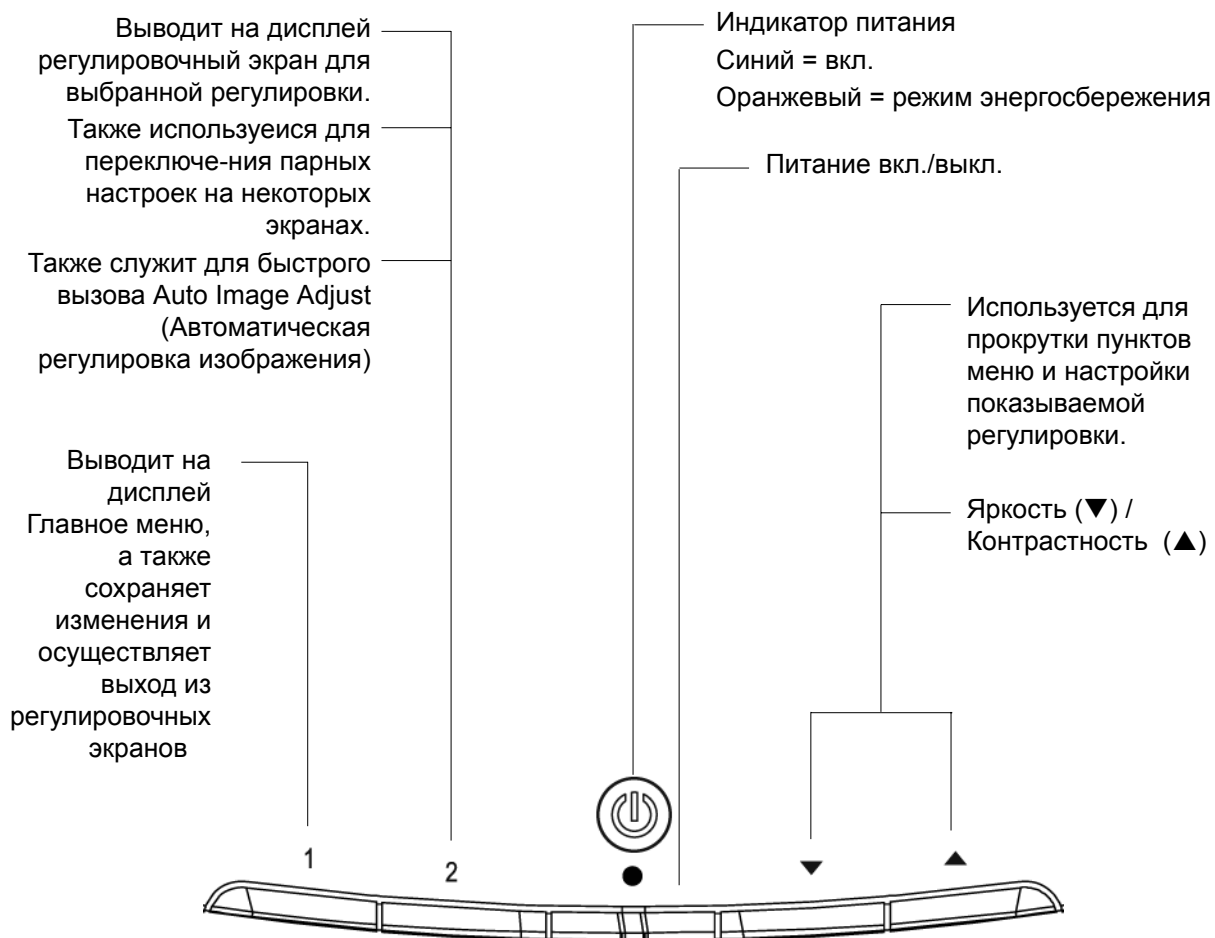 Выводит на дисплей
регулировочный экран для
выбранной регулировки.
Также используеися для
переключе-ния парных
настроек на некоторых
экранах.
Также служит для быстрого
вызова Auto Image Adjust
(Автоматическая
регулировка изображения)
Индикатор питания
Синий = вкл.
Оранжевый = режим энергосбережения
Питание вкл./выкл.
Используется для
прокрутки пунктов
меню и настройки
показываемой
регулировки.
Яркость (▼) /
Контрастность (▲)
Выводит на
дисплей
Главное меню,
а также
сохраняет
изменения и
осуществляет
выход из
регулировочных
экранов
1
2
▼
▲